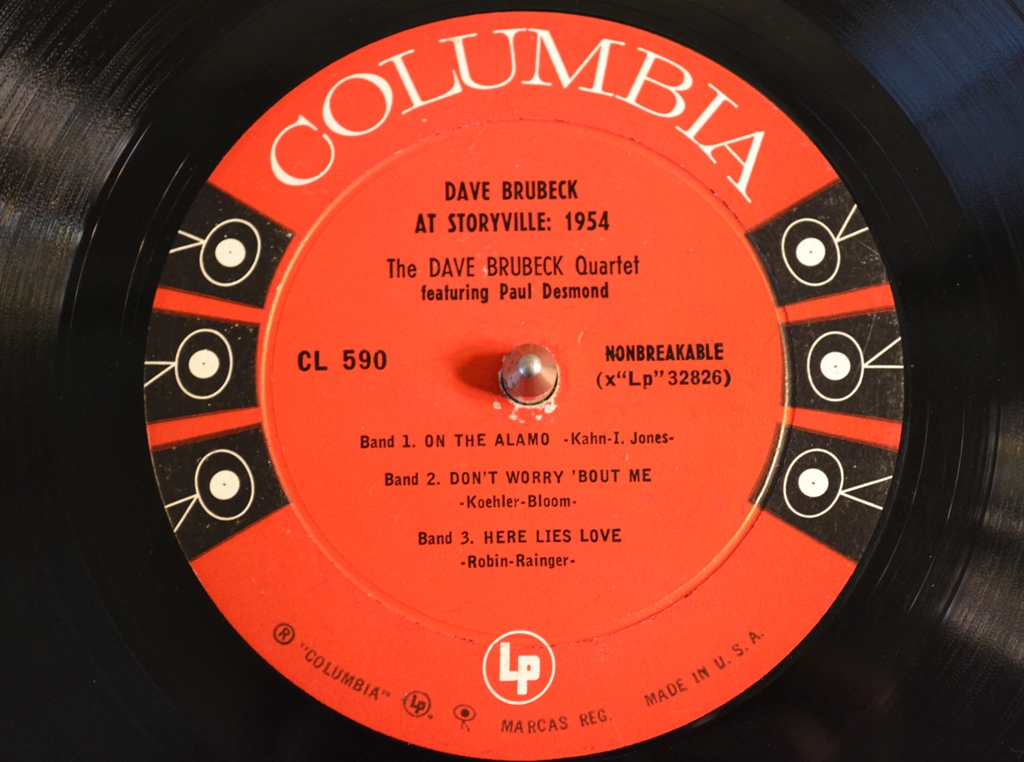 COLUMBIA
DAVE BRUBECK
AT STORYVILLE: 1954
The DAVE BRUBECK Quartet
featuring Paul Desmond
CL 590
NONBREAKABLE
(x"Lp"32826)
Band 1. ON THE ALAMO -Kahn-I. Jones-
Band 2. DON'T WORRY 'BOUT ME
-Koehler-Bloom-
Band 3. HERE LIES LOVE
-Robin-Rainger-
Lp
® "COLUMBIA" Lp MARCAS REG. MADE IN U. S. A.